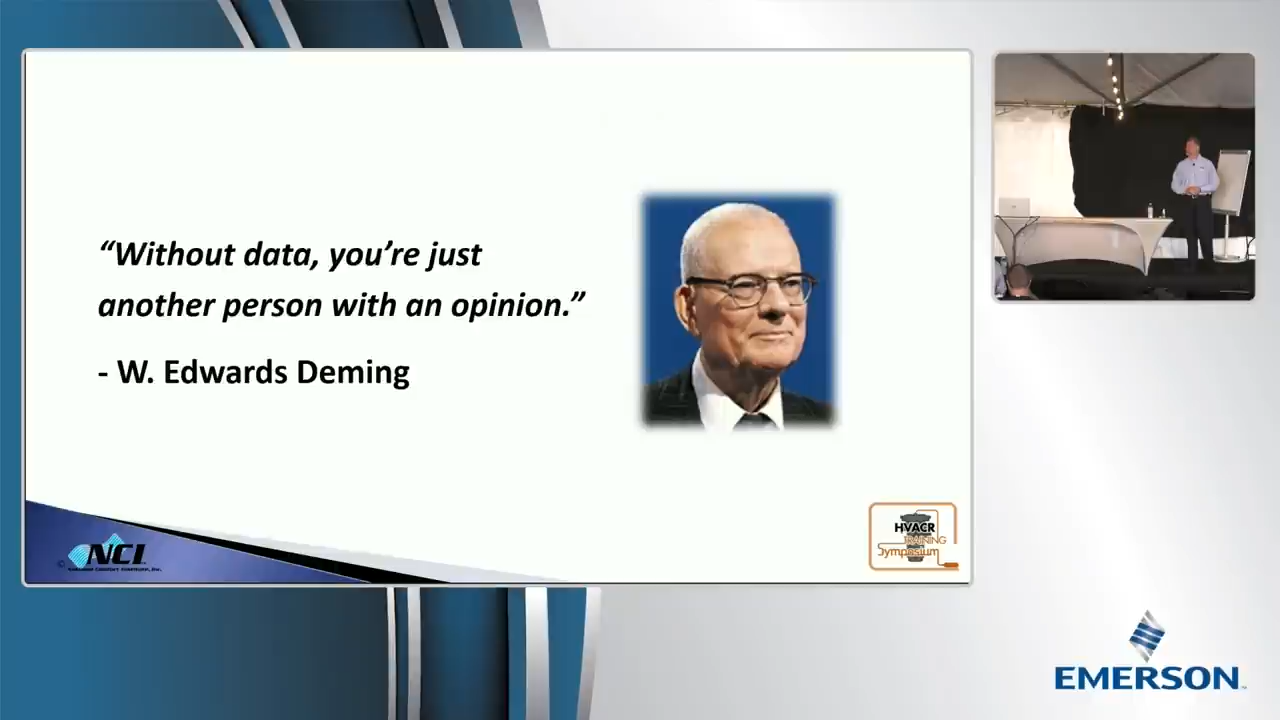 “Without data, you’re just
another person with an opinion.”
- W. Edwards Deming
© NCI
HVACR
TRAINING
Symposium
EMERSON